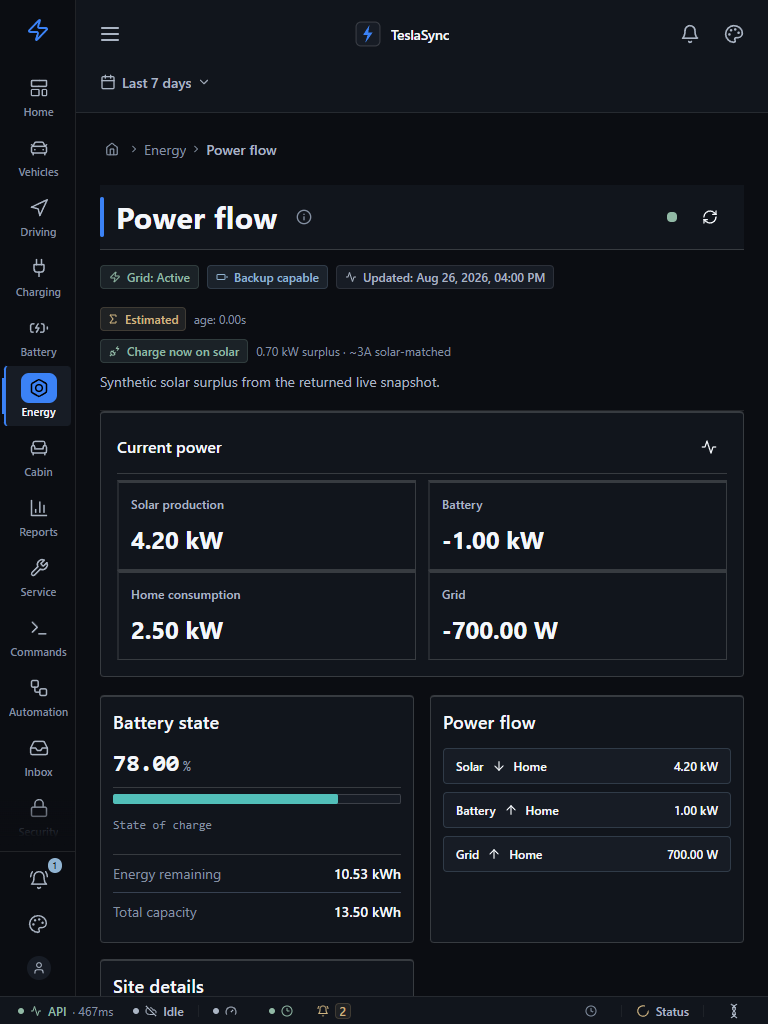 TeslaSync
Last 7 days
Home
Vehicles
Driving
Charging
Battery
Energy
Cabin
Reports
Service
Commands
Automation
Inbox
Security
1
Energy
Power flow
Power flow
Grid: Active
Backup capable
Updated: Aug 26, 2026, 04:00 PM
Σ Estimated
age: 0.00s
Charge now on solar
0.70 kW surplus · ~3A solar-matched
Synthetic solar surplus from the returned live snapshot.
Current power
Solar production
4.20 kW
Battery
-1.00 kW
Home consumption
2.50 kW
Grid
-700.00 W
Battery state
78.00 %
State of charge
Energy remaining 10.53 kWh
Total capacity 13.50 kWh
Power flow
Solar ↓ Home 4.20 kW
Battery ↑ Home 1.00 kW
Grid ↑ Home 700.00 W
Site details
API · 467ms
Idle
2
Status